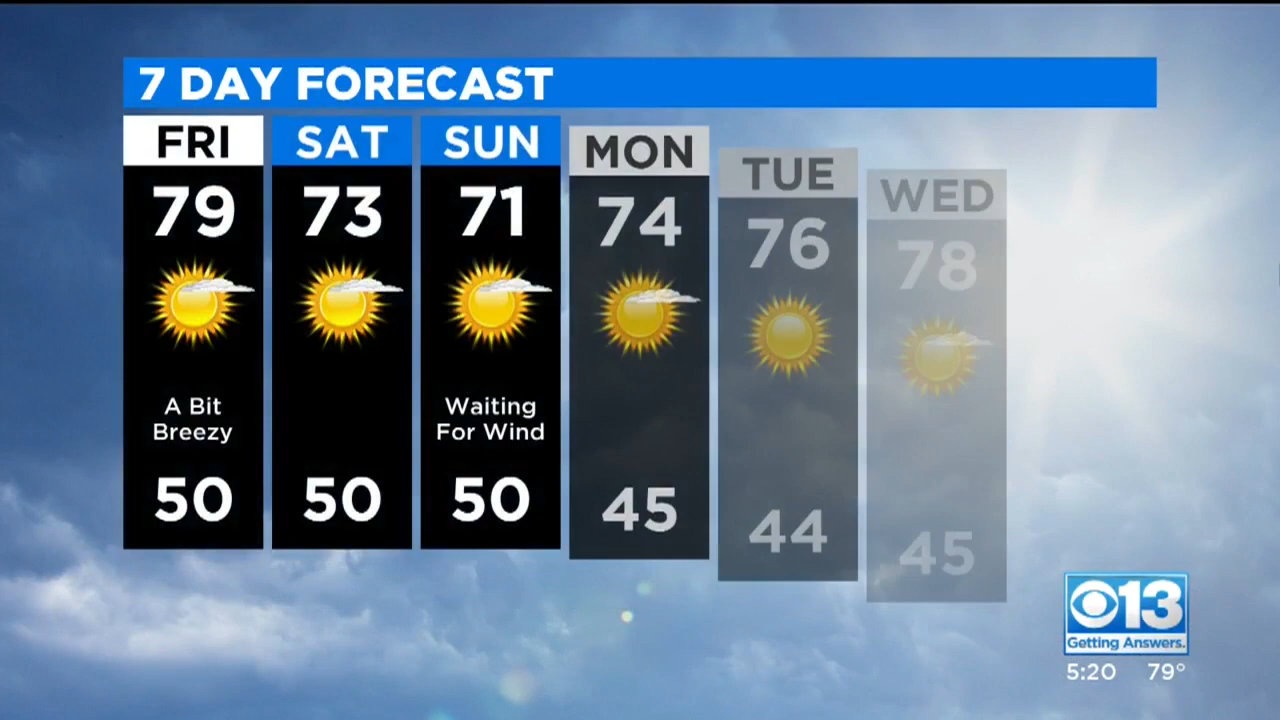 7 DAY FORECAST
FRI SAT SUN MON TUE WED
79 73 71 74 76 78
A Bit
Breezy
Waiting
For Wind
50 50 50 45 44 45
13
Getting Answers.
5:20 79°